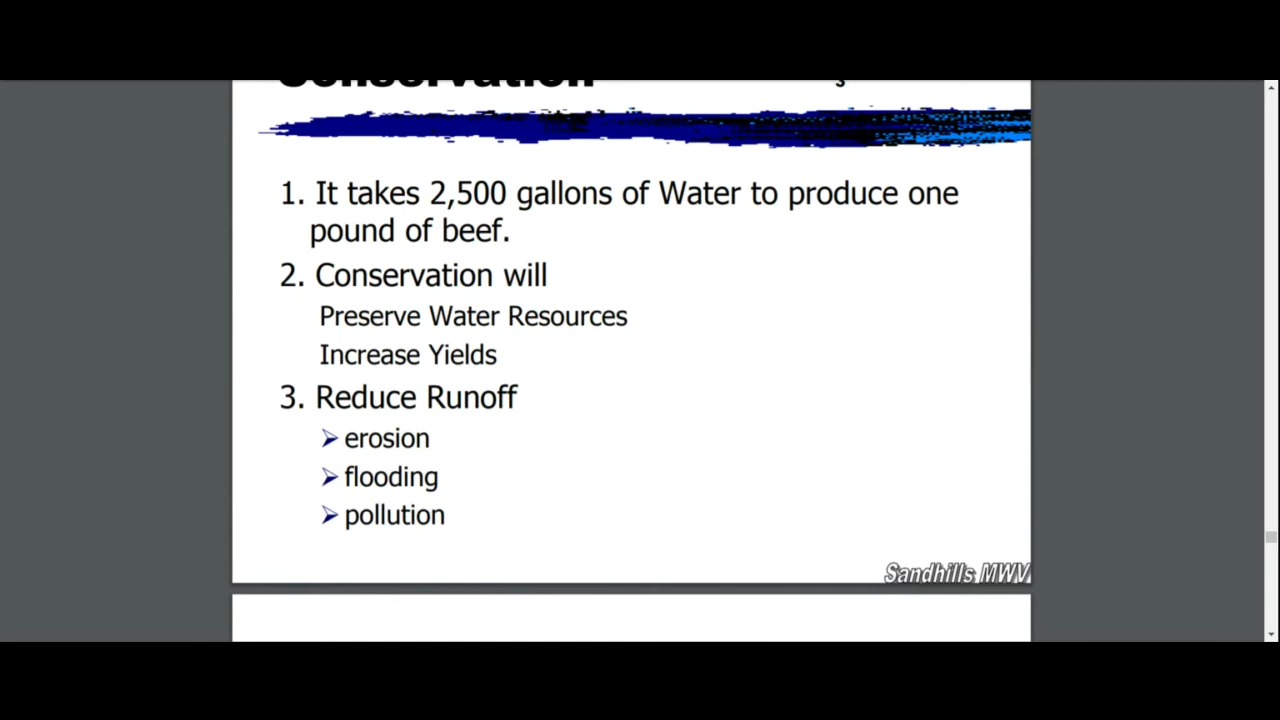 Conservation
1. It takes 2,500 gallons of Water to produce one
pound of beef.
2. Conservation will
Preserve Water Resources
Increase Yields
3. Reduce Runoff
➢ erosion
➢ flooding
➢ pollution
Sandhills MWV